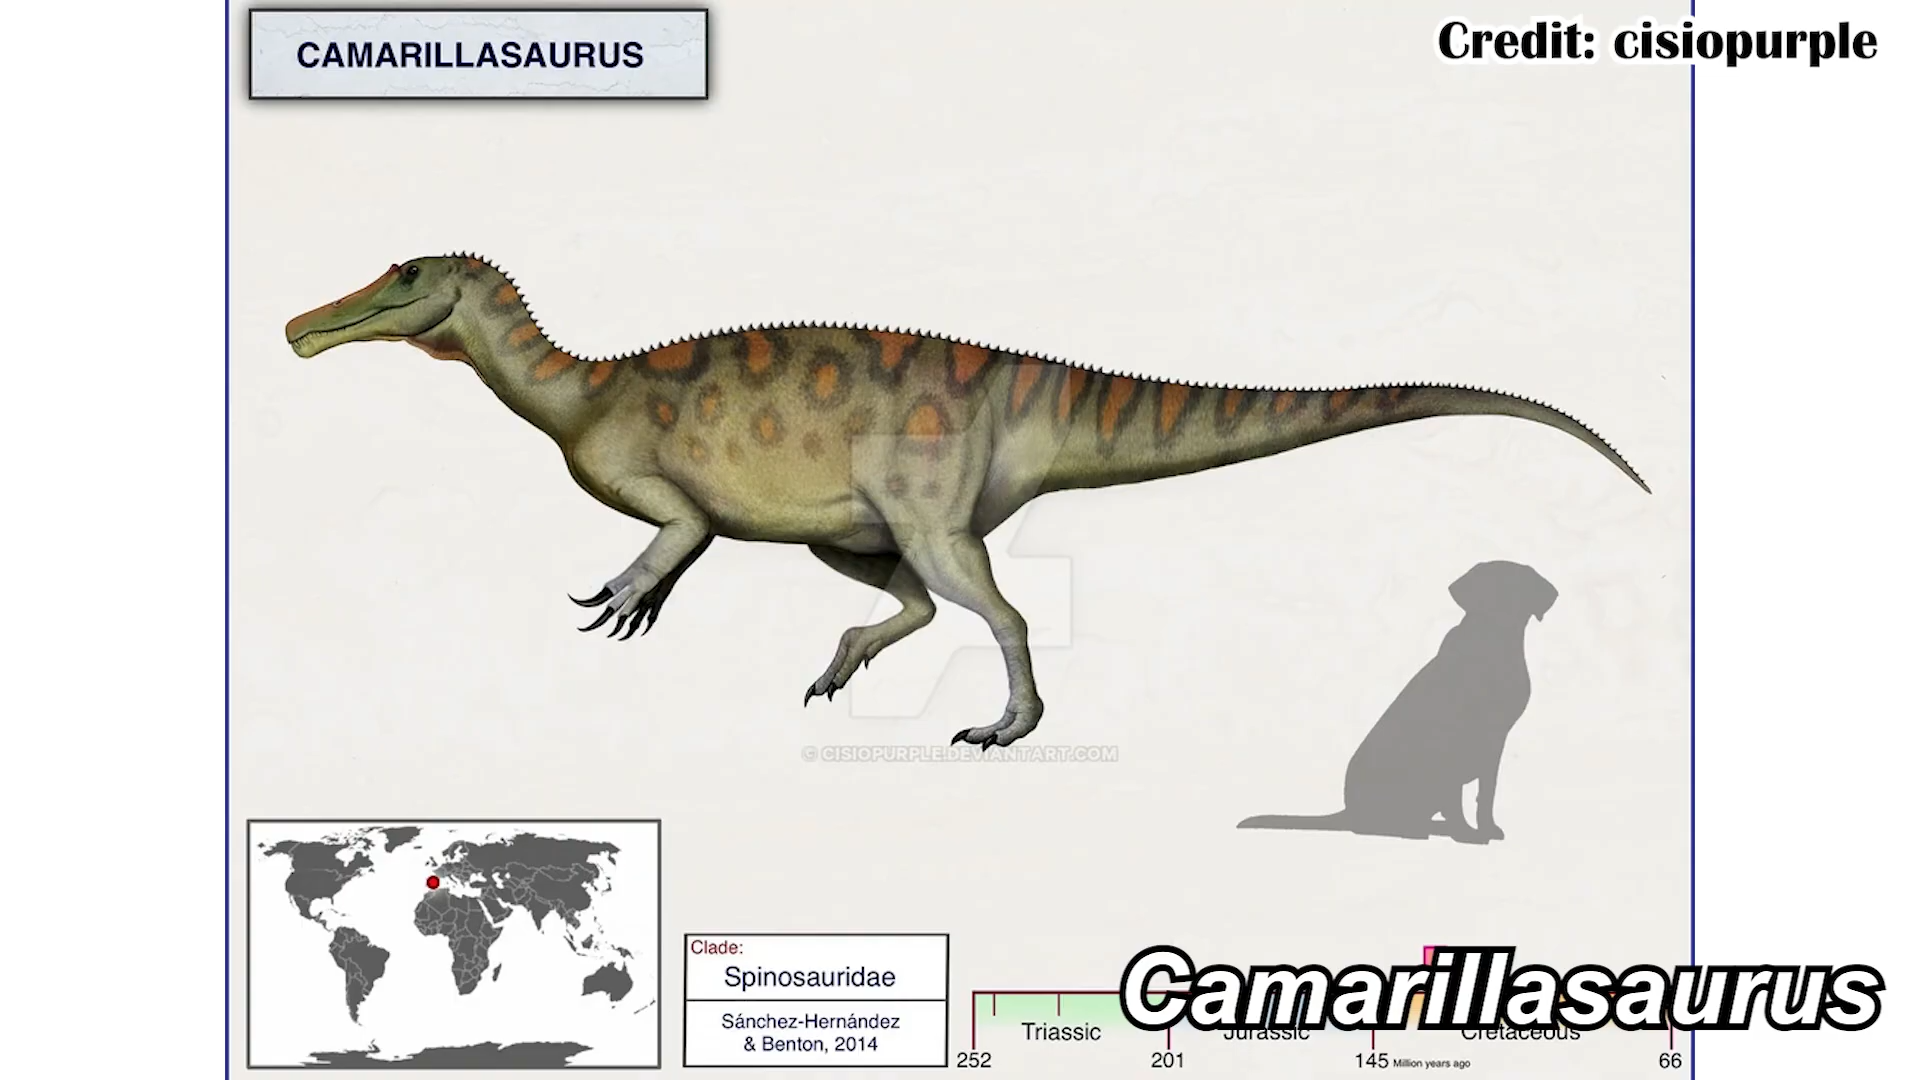 CAMARILLASAURUS
Credit: cisiopurple
© CISIOPURPLE.DEVIANTART.COM
Clade:
Spinosauridae
Sánchez-Hernández
& Benton, 2014
Camarillasaurus
Triassic
Jurassic
Cretaceous
252
201
145
Million years ago
66